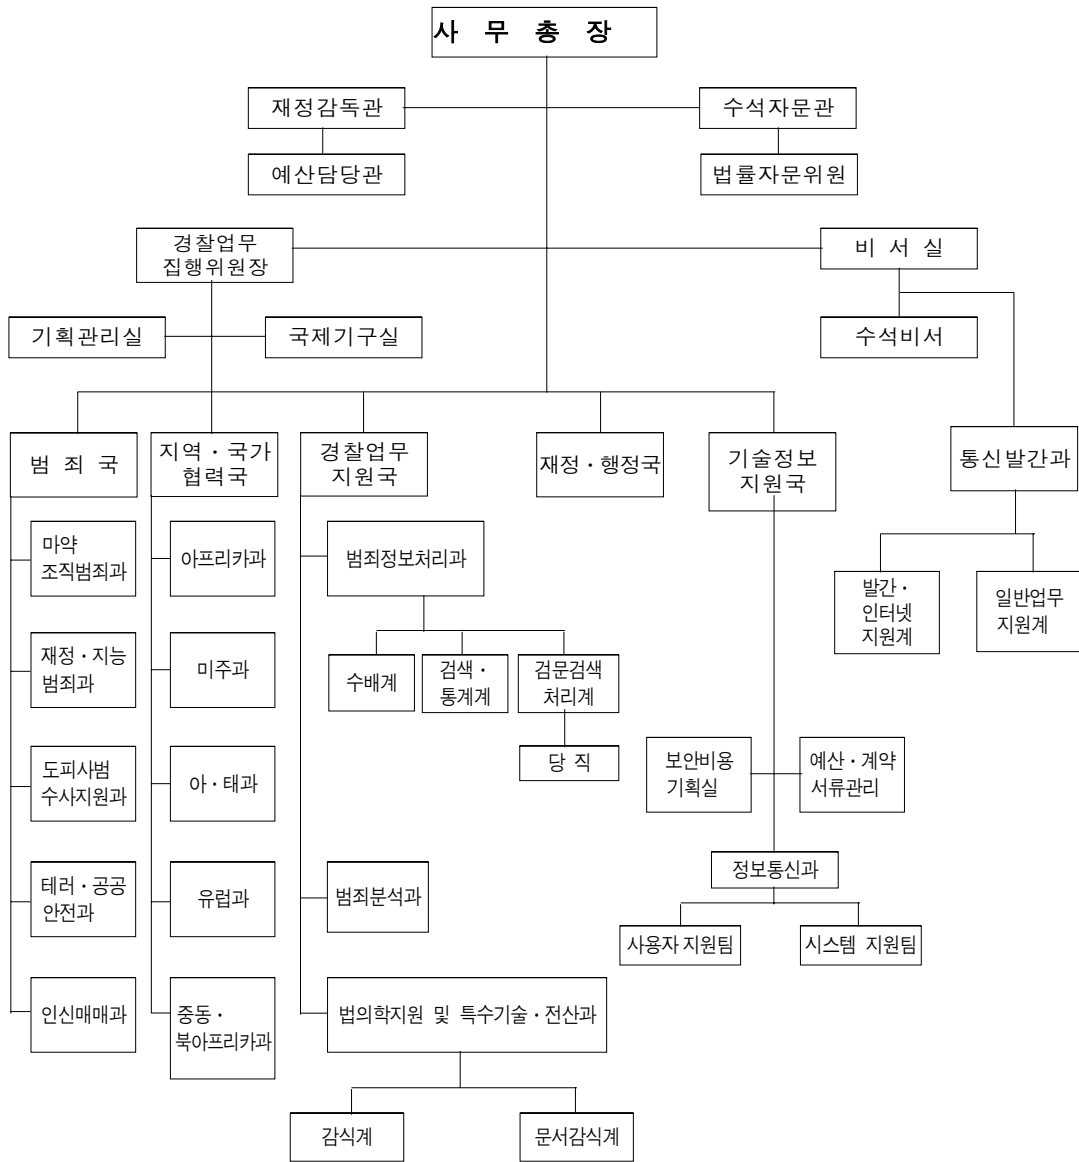 사 무 총 장
재정감독관
수석자문관
예산담당관
법률자문위원
경찰업무
집행위원장
비 서 실
기획관리실
국제기구실
수석비서
범 죄 국
지역·국가
협력국
경찰업무
지원국
재정·행정국
기술정보
지원국
통신발간과
마약
조직범죄과
아프리카과
범죄정보처리과
발간·
인터넷
지원계
일반업무
지원계
재정·지능
범죄과
미주과
수배계
검색·
통계계
검문검색
처리계
당 직
도피사범
수사지원과
아·태과
보안비용
기획실
예산·계약
서류관리
정보통신과
테러·공공
안전과
유럽과
범죄분석과
사용자 지원팀
시스템 지원팀
인신매매과
중동·
북아프리카과
법의학지원 및 특수기술·전산과
감식계
문서감식계